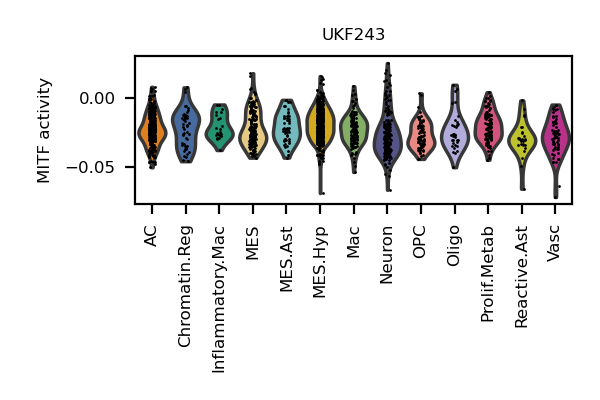 UKF243
MITF activity
0.00
−0.05
AC
Chromatin.Reg
Inflammatory.Mac
MES
MES.Ast
MES.Hyp
Mac
Neuron
OPC
Oligo
Prolif.Metab
Reactive.Ast
Vasc